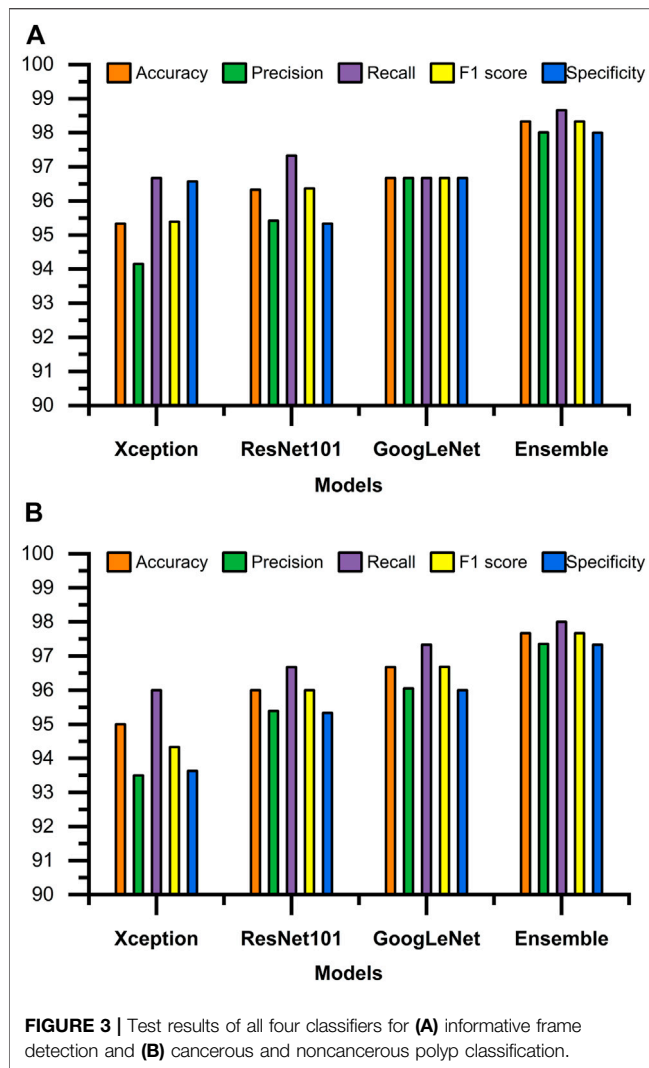 A
100
99
98
97
96
95
94
93
92
91
90
Accuracy Precision Recall F1 score Specificity
Xception ResNet101 GoogLeNet Ensemble
Models
B
100
99
98
97
96
95
94
93
92
91
90
Accuracy Precision Recall F1 score Specificity
Xception ResNet101 GoogLeNet Ensemble
Models
FIGURE 3 | Test results of all four classifiers for (A) informative frame
detection and (B) cancerous and noncancerous polyp classification.